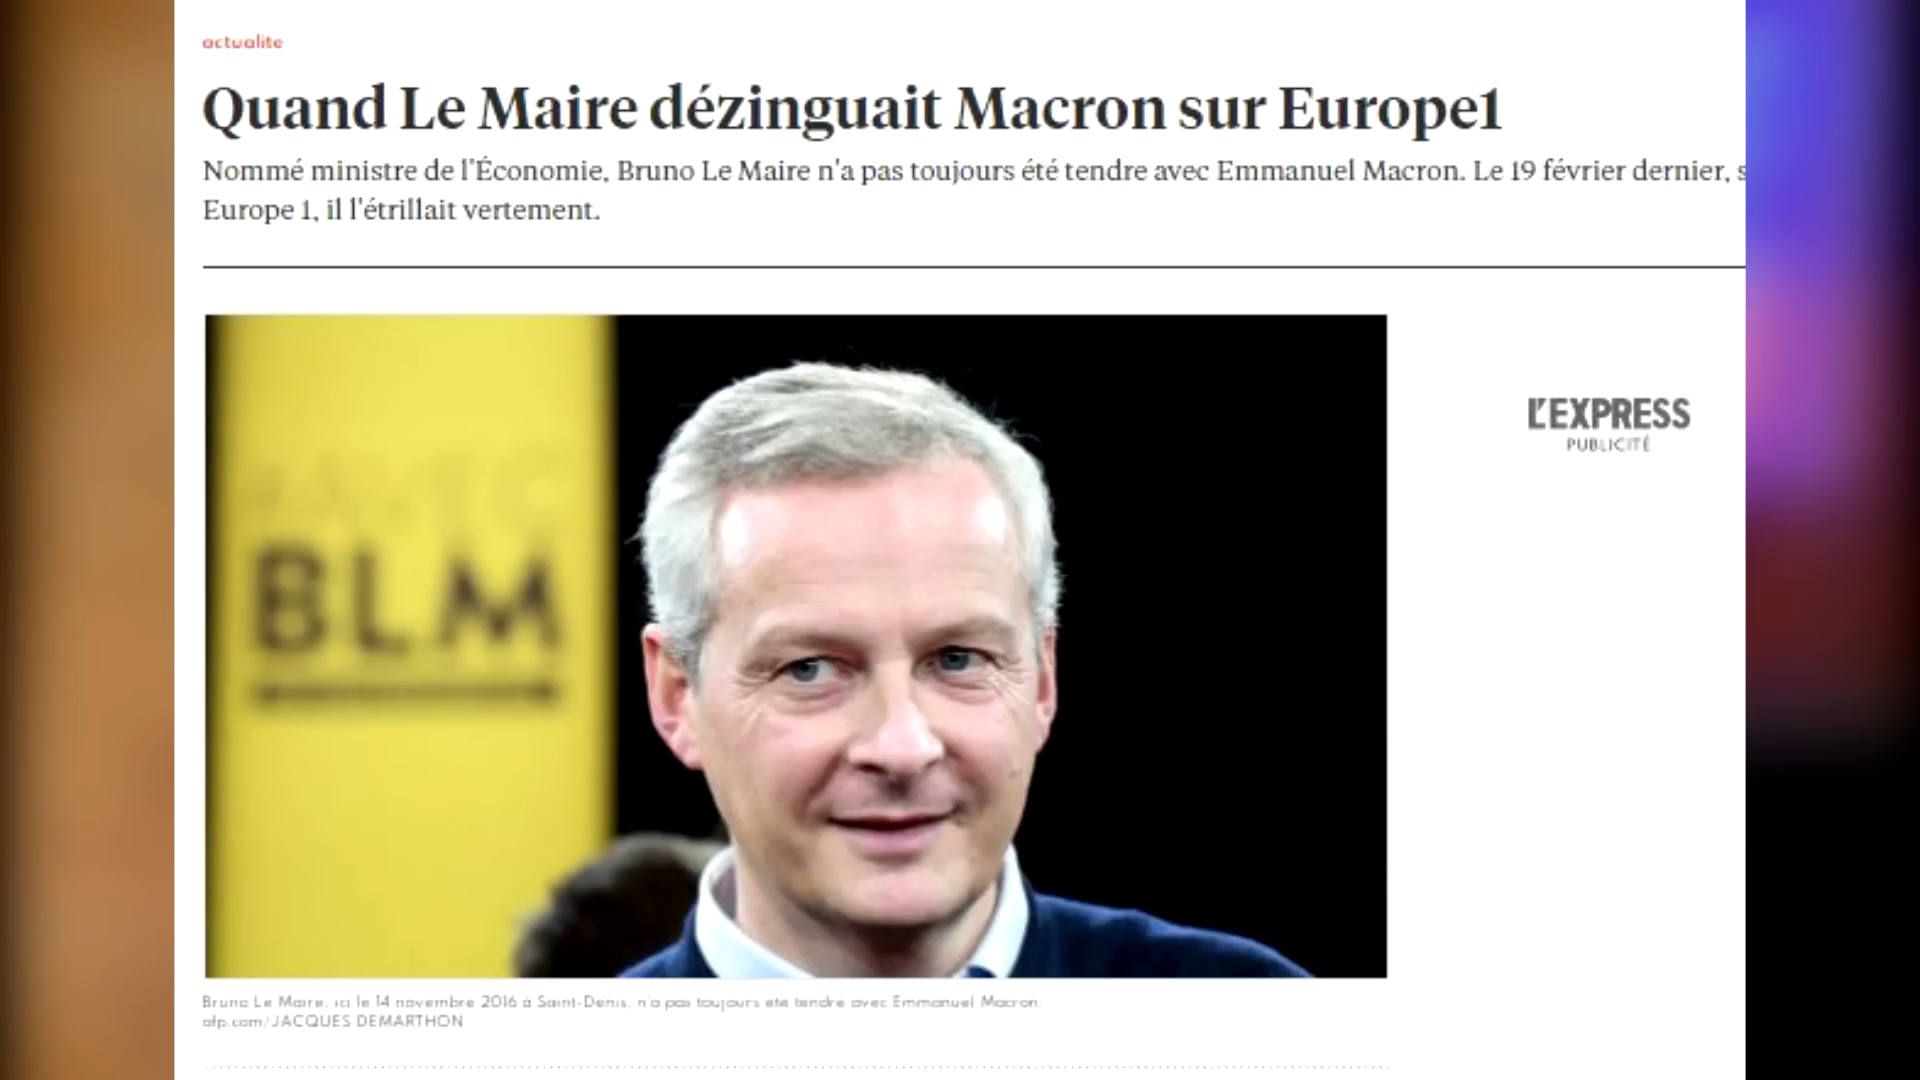 actualite
Quand Le Maire dézinguait Macron sur Europe1
Nommé ministre de l'Économie, Bruno Le Maire n'a pas toujours été tendre avec Emmanuel Macron. Le 19 février dernier, s
Europe 1, il l'étrillait vertement.
L'EXPRESS
PUBLICITÉ
BLM
Bruno Le Maire, ici le 14 novembre 2016 à Saint-Denis, n'a pas toujours été tendre avec Emmanuel Macron.
afp.com/JACQUES DEMARTHON